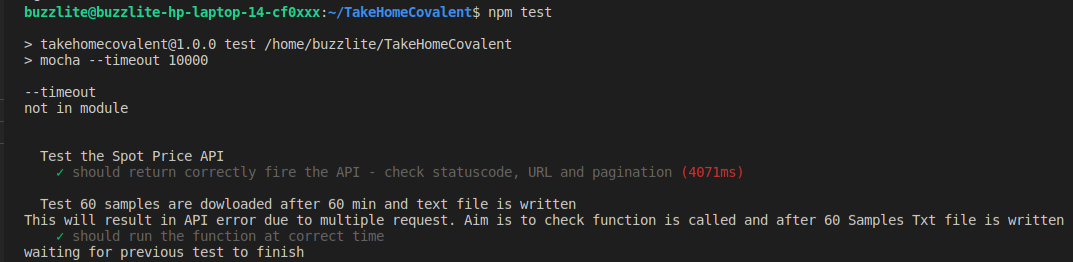 buzzlite@buzzlite-hp-laptop-14-cf0xxx:~/TakeHomeCovalent$ npm test
> takehomecovalent@1.0.0 test /home/buzzlite/TakeHomeCovalent
> mocha --timeout 10000
--timeout
not in module
Test the Spot Price API
✓ should return correctly fire the API - check statuscode, URL and pagination (4071ms)
Test 60 samples are dowloaded after 60 min and text file is written
This will result in API error due to multiple request. Aim is to check function is called and after 60 Samples Txt file is written
✓ should run the function at correct time
waiting for previous test to finish